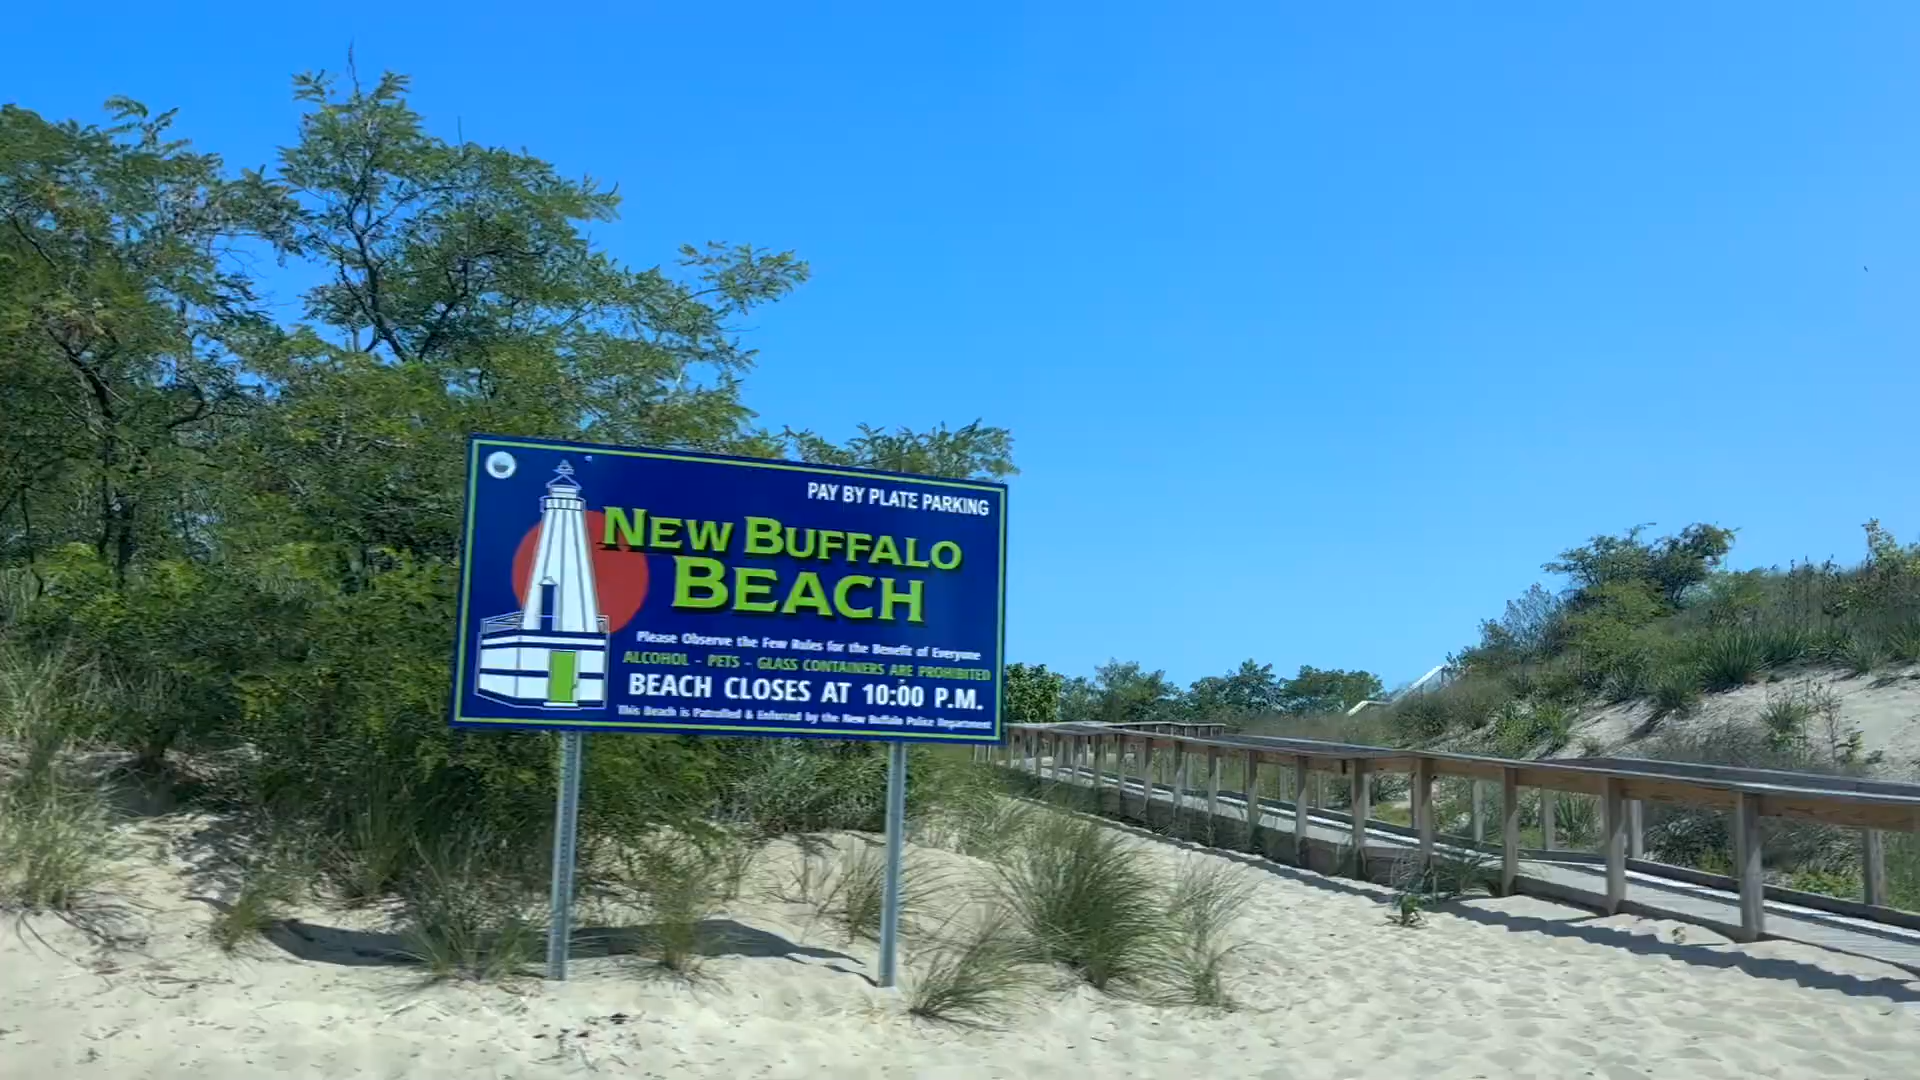 PAY BY PLATE PARKING
NEW BUFFALO
BEACH
Please Observe the Few Rules for the Benefit of Everyone
ALCOHOL - PETS - GLASS CONTAINERS ARE PROHIBITED
BEACH CLOSES AT 10:00 P.M.
This Beach is Patrolled & Enforced by the New Buffalo Police Department